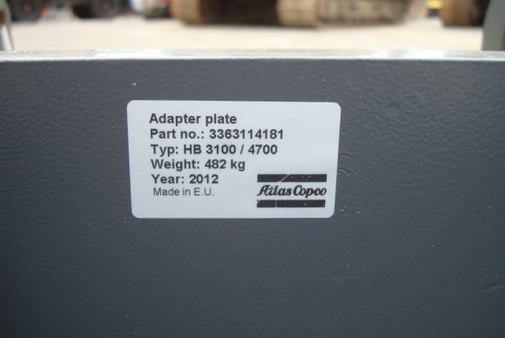 Adapter plate
Part no.: 3363114181
Typ: HB 3100 / 4700
Weight: 482 kg
Year: 2012
Made in E.U.
Atlas Copco